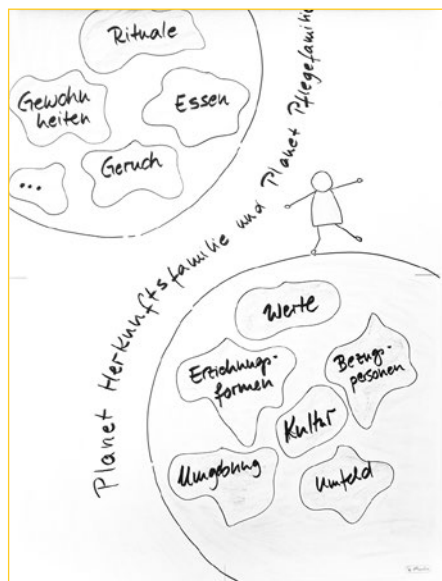 Rituale
Gewohn
heiten
Essen
Geruch
...
Planet Herkunftsfamilie und Planet Pflegefamilie
Werte
Erziehungs-
formen
Bezugs-
personen
Kultur
Umgebung
Umfeld